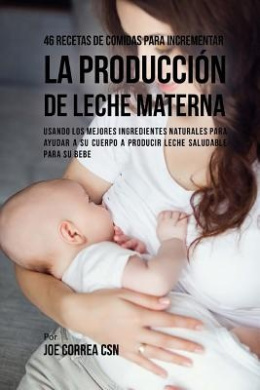 46 RECETAS DE COMIDAS PARA INCREMENTAR
LA PRODUCCIÓN
DE LECHE MATERNA
USANDO LOS MEJORES INGREDIENTES NATURALES PARA
AYUDAR A SU CUERPO A PRODUCIR LECHE SALUDABLE
PARA SU BEBE
Por
JOE CORREA CSN